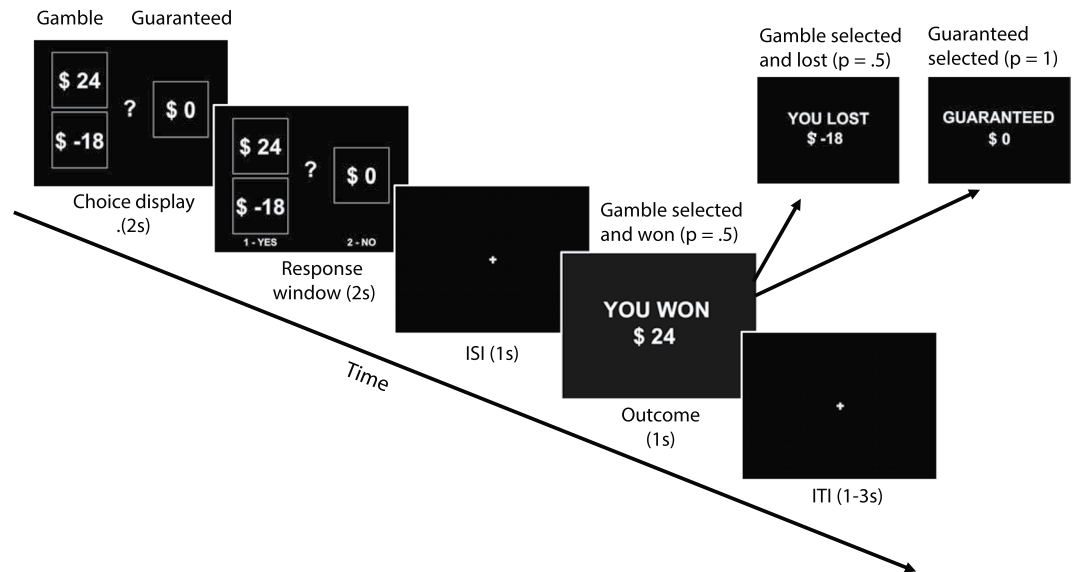 Gamble Guaranteed
$ 24
$ -18
?
$ 0
Choice display
.(2s)
$ 24
$ -18
?
$ 0
1 - YES 2 - NO
Response
window (2s)
+
ISI (1s)
Gamble selected
and won (p = .5)
YOU WON
$ 24
Outcome
(1s)
Gamble selected
and lost (p = .5)
YOU LOST
$ -18
Guaranteed
selected (p = 1)
GUARANTEED
$ 0
+
ITI (1-3s)
Time